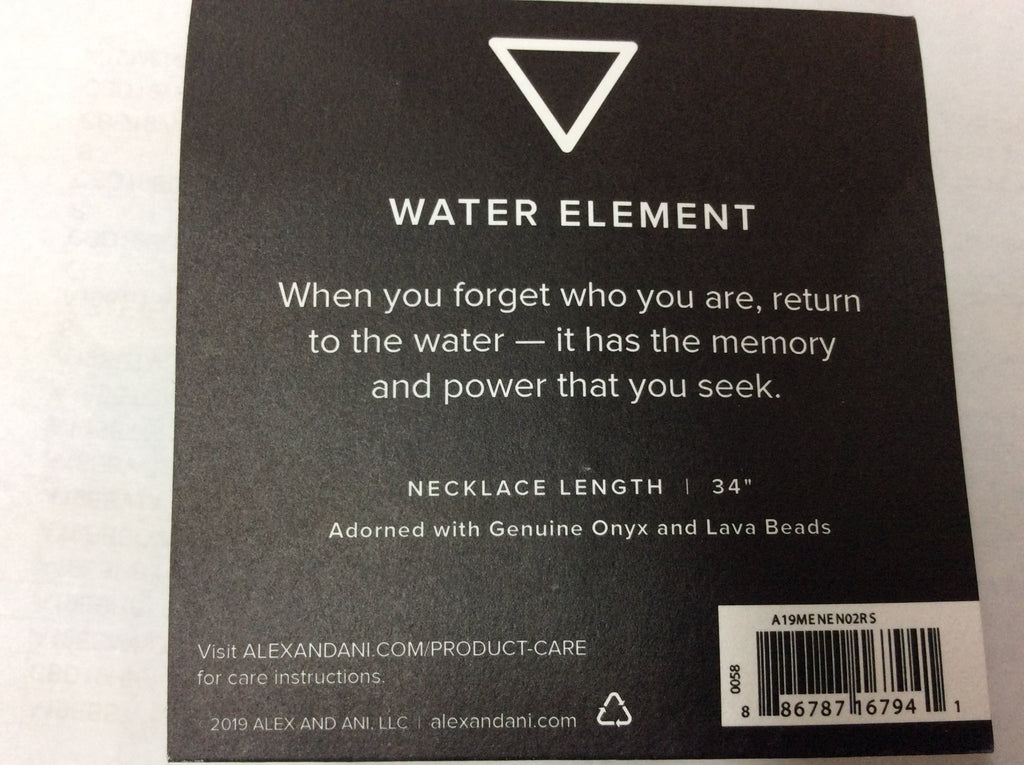 WATER ELEMENT
When you forget who you are, return
to the water — it has the memory
and power that you seek.
NECKLACE LENGTH | 34"
Adorned with Genuine Onyx and Lava Beads
Visit ALEXANDANI.COM/PRODUCT-CARE
for care instructions.
2019 ALEX AND ANI, LLC | alexandani.com
A19MENEN02RS
0058
8 86787 16794 1